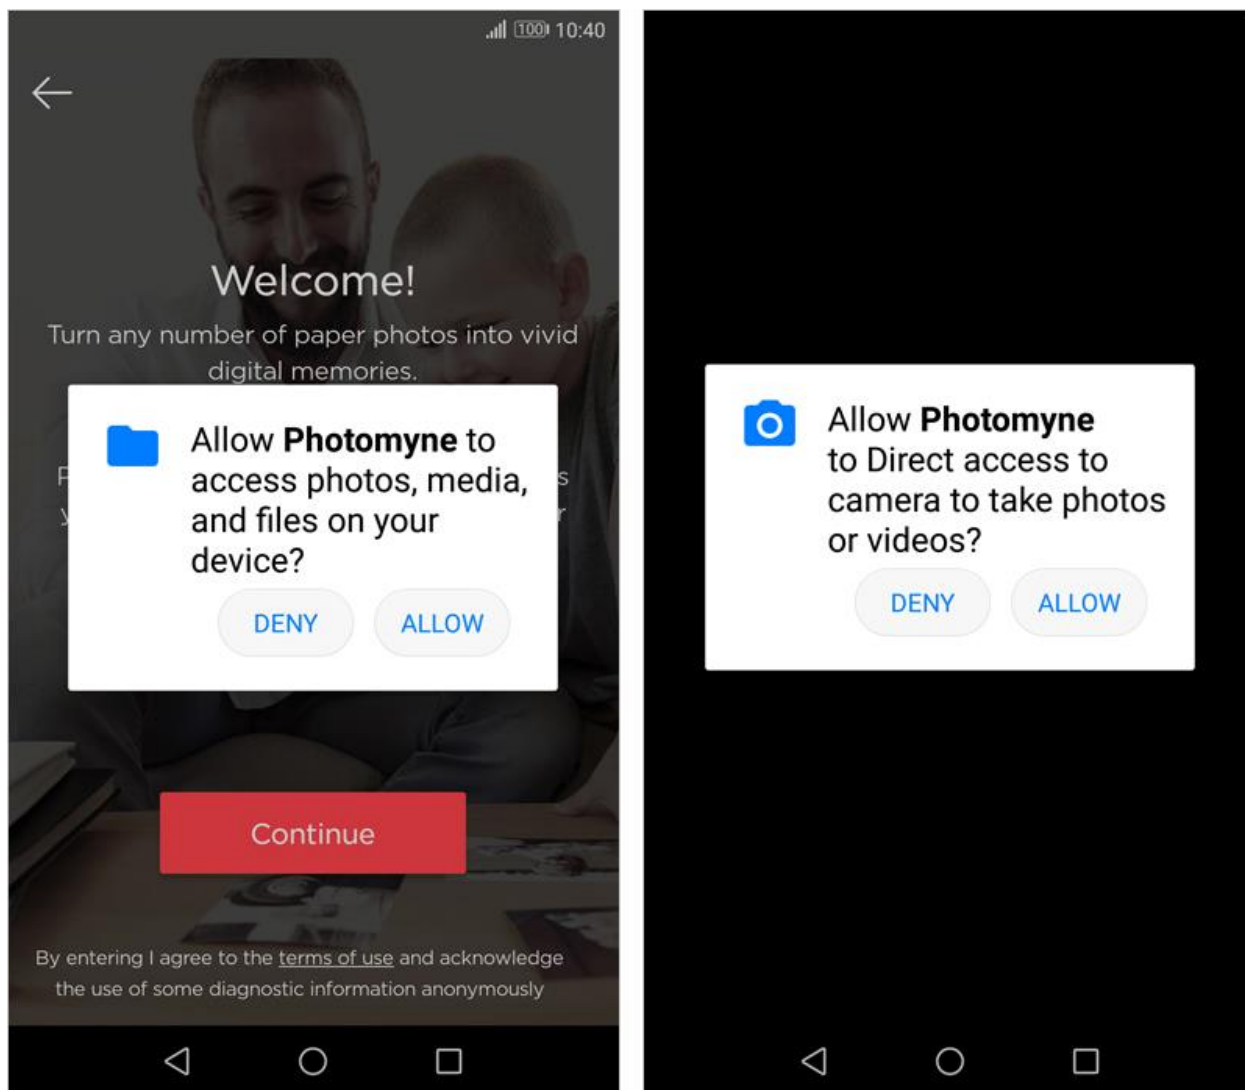 100 10:40
Welcome!
Turn any number of paper photos into vivid
digital memories.
Allow Photomyne to
access photos, media,
and files on your
device?
DENY ALLOW
Continue
By entering I agree to the terms of use and acknowledge
the use of some diagnostic information anonymously
Allow Photomyne
to Direct access to
camera to take photos
or videos?
DENY ALLOW